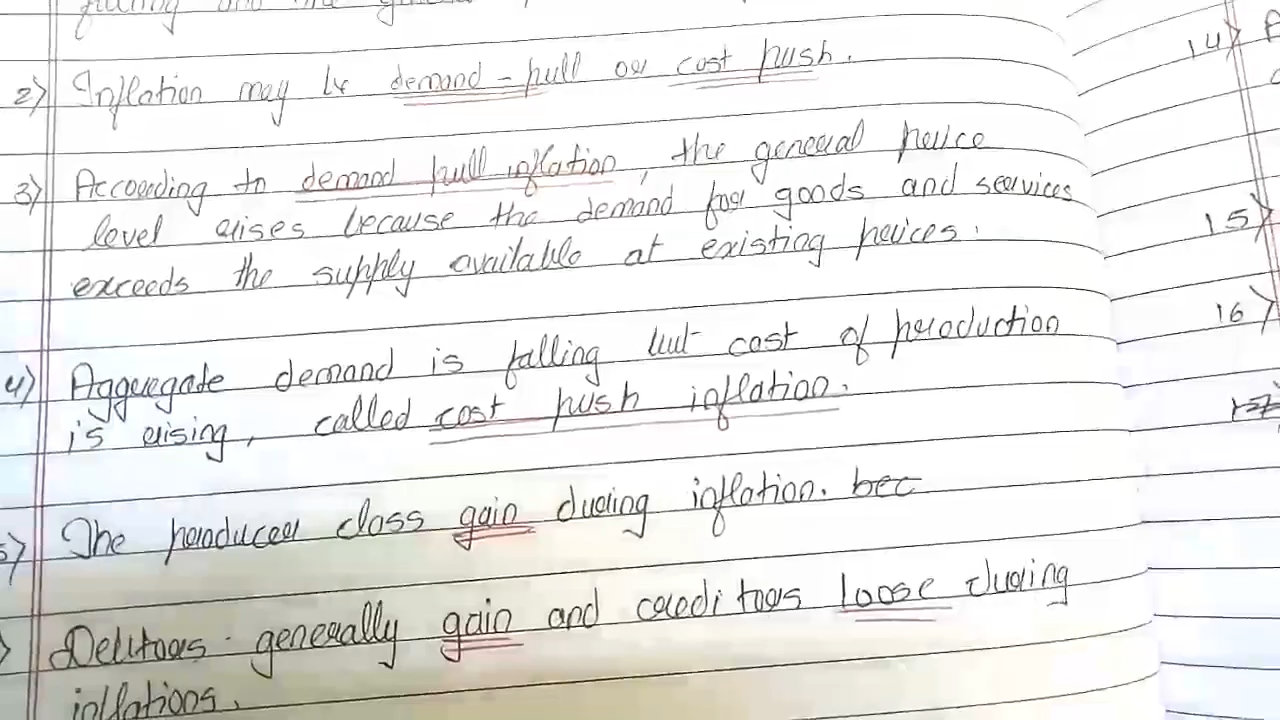 2) Inflation may be demand-pull or cost push.
3) According to demand pull inflation, the general price
level rises because the demand for goods and services
exceeds the supply available at existing prices.
4) Aggregate demand is falling but cost of production
is rising, called cost push inflation.
The producer class gain during inflation. bec
Debtors generally gain and creditors loose during
inflations.
14)
15)
16)
17